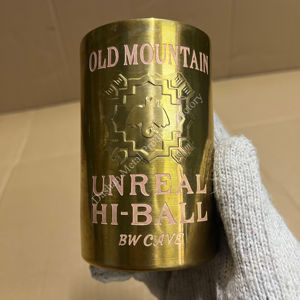 OLD MOUNTAIN
UNREAL
HI-BALL
BW CAVE